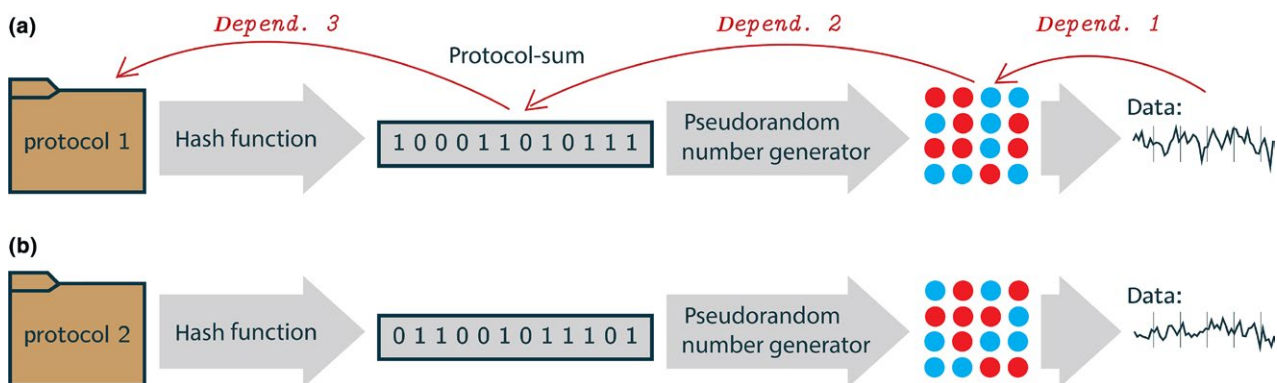 (a)
Depend. 3
Depend. 2
Depend. 1
Protocol-sum
protocol 1
Hash function
1 0 0 0 1 1 0 1 0 1 1 1
Pseudorandom
number generator
Data:
(b)
protocol 2
Hash function
0 1 1 0 0 1 0 1 1 1 0 1
Pseudorandom
number generator
Data: